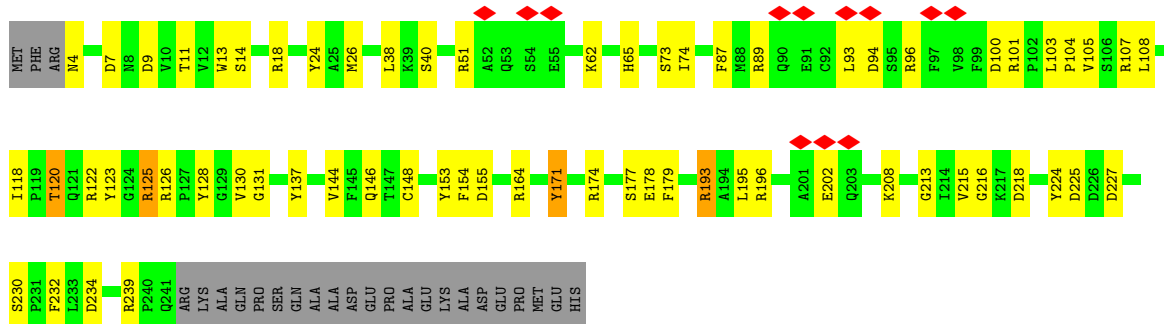 MET PHE ARG N4 D7 N8 D9 V10 T11 V12 W13 S14 R18 Y24 A25 M26 L38 K39 S40 R51 A52 Q53 S54 E55 K62 H65 S73 I74 F87 M88 R89 Q90 E91 C92 L93 D94 S95 R96 F97 V98 F99 D100 R101 P102 L103 P104 V105 S106 R107 L108
I118 P119 T120 Q121 R122 Y123 G124 R125 R126 P127 Y128 G129 V130 G131 Y137 V144 F145 Q146 T147 C148 Y153 F154 D155 R164 Y171 R174 S177 E178 F179 R193 A194 L195 R196 A201 E202 Q203 K208 G213 I214 V215 G216 K217 D218 Y224 D225 D226 D227
S230 P231 F232 L233 D234 R239 P240 Q241 ARG LYS ALA GLN PRO SER GLN ALA ALA ASP GLU PRO ALA GLU LYS ALA ASP GLU PRO MET GLU HIS